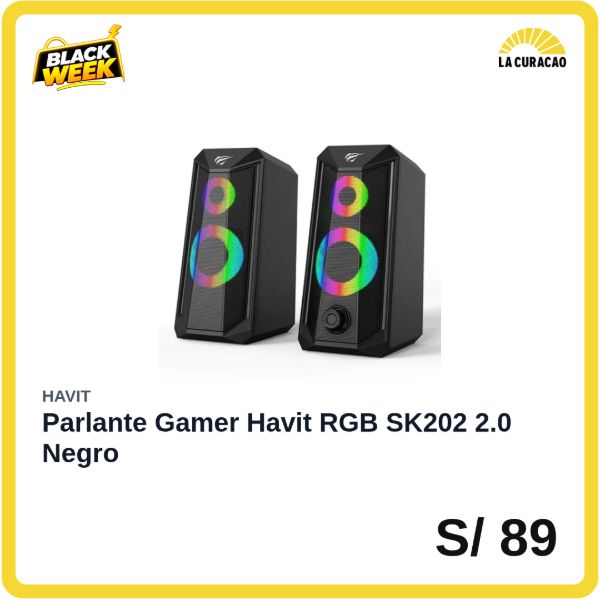 BLACK
WEEK
LA CURACAO
HAVIT
Parlante Gamer Havit RGB SK202 2.0
Negro
S/ 89